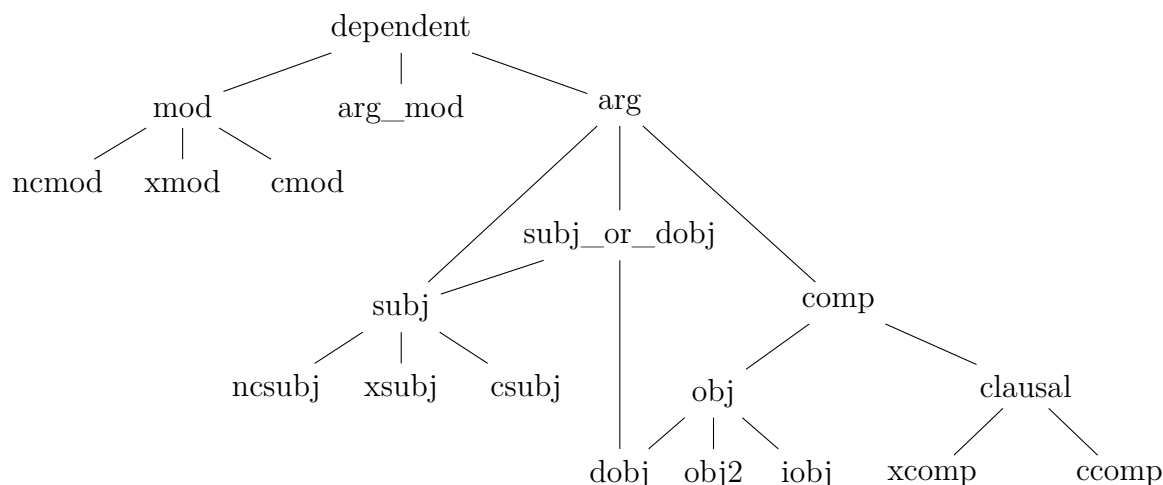 dependent
mod arg_mod arg
ncmod xmod cmod
subj_or_dobj
subj comp
ncsubj xsubj csubj obj clausal
dobj obj2 iobj xcomp ccomp